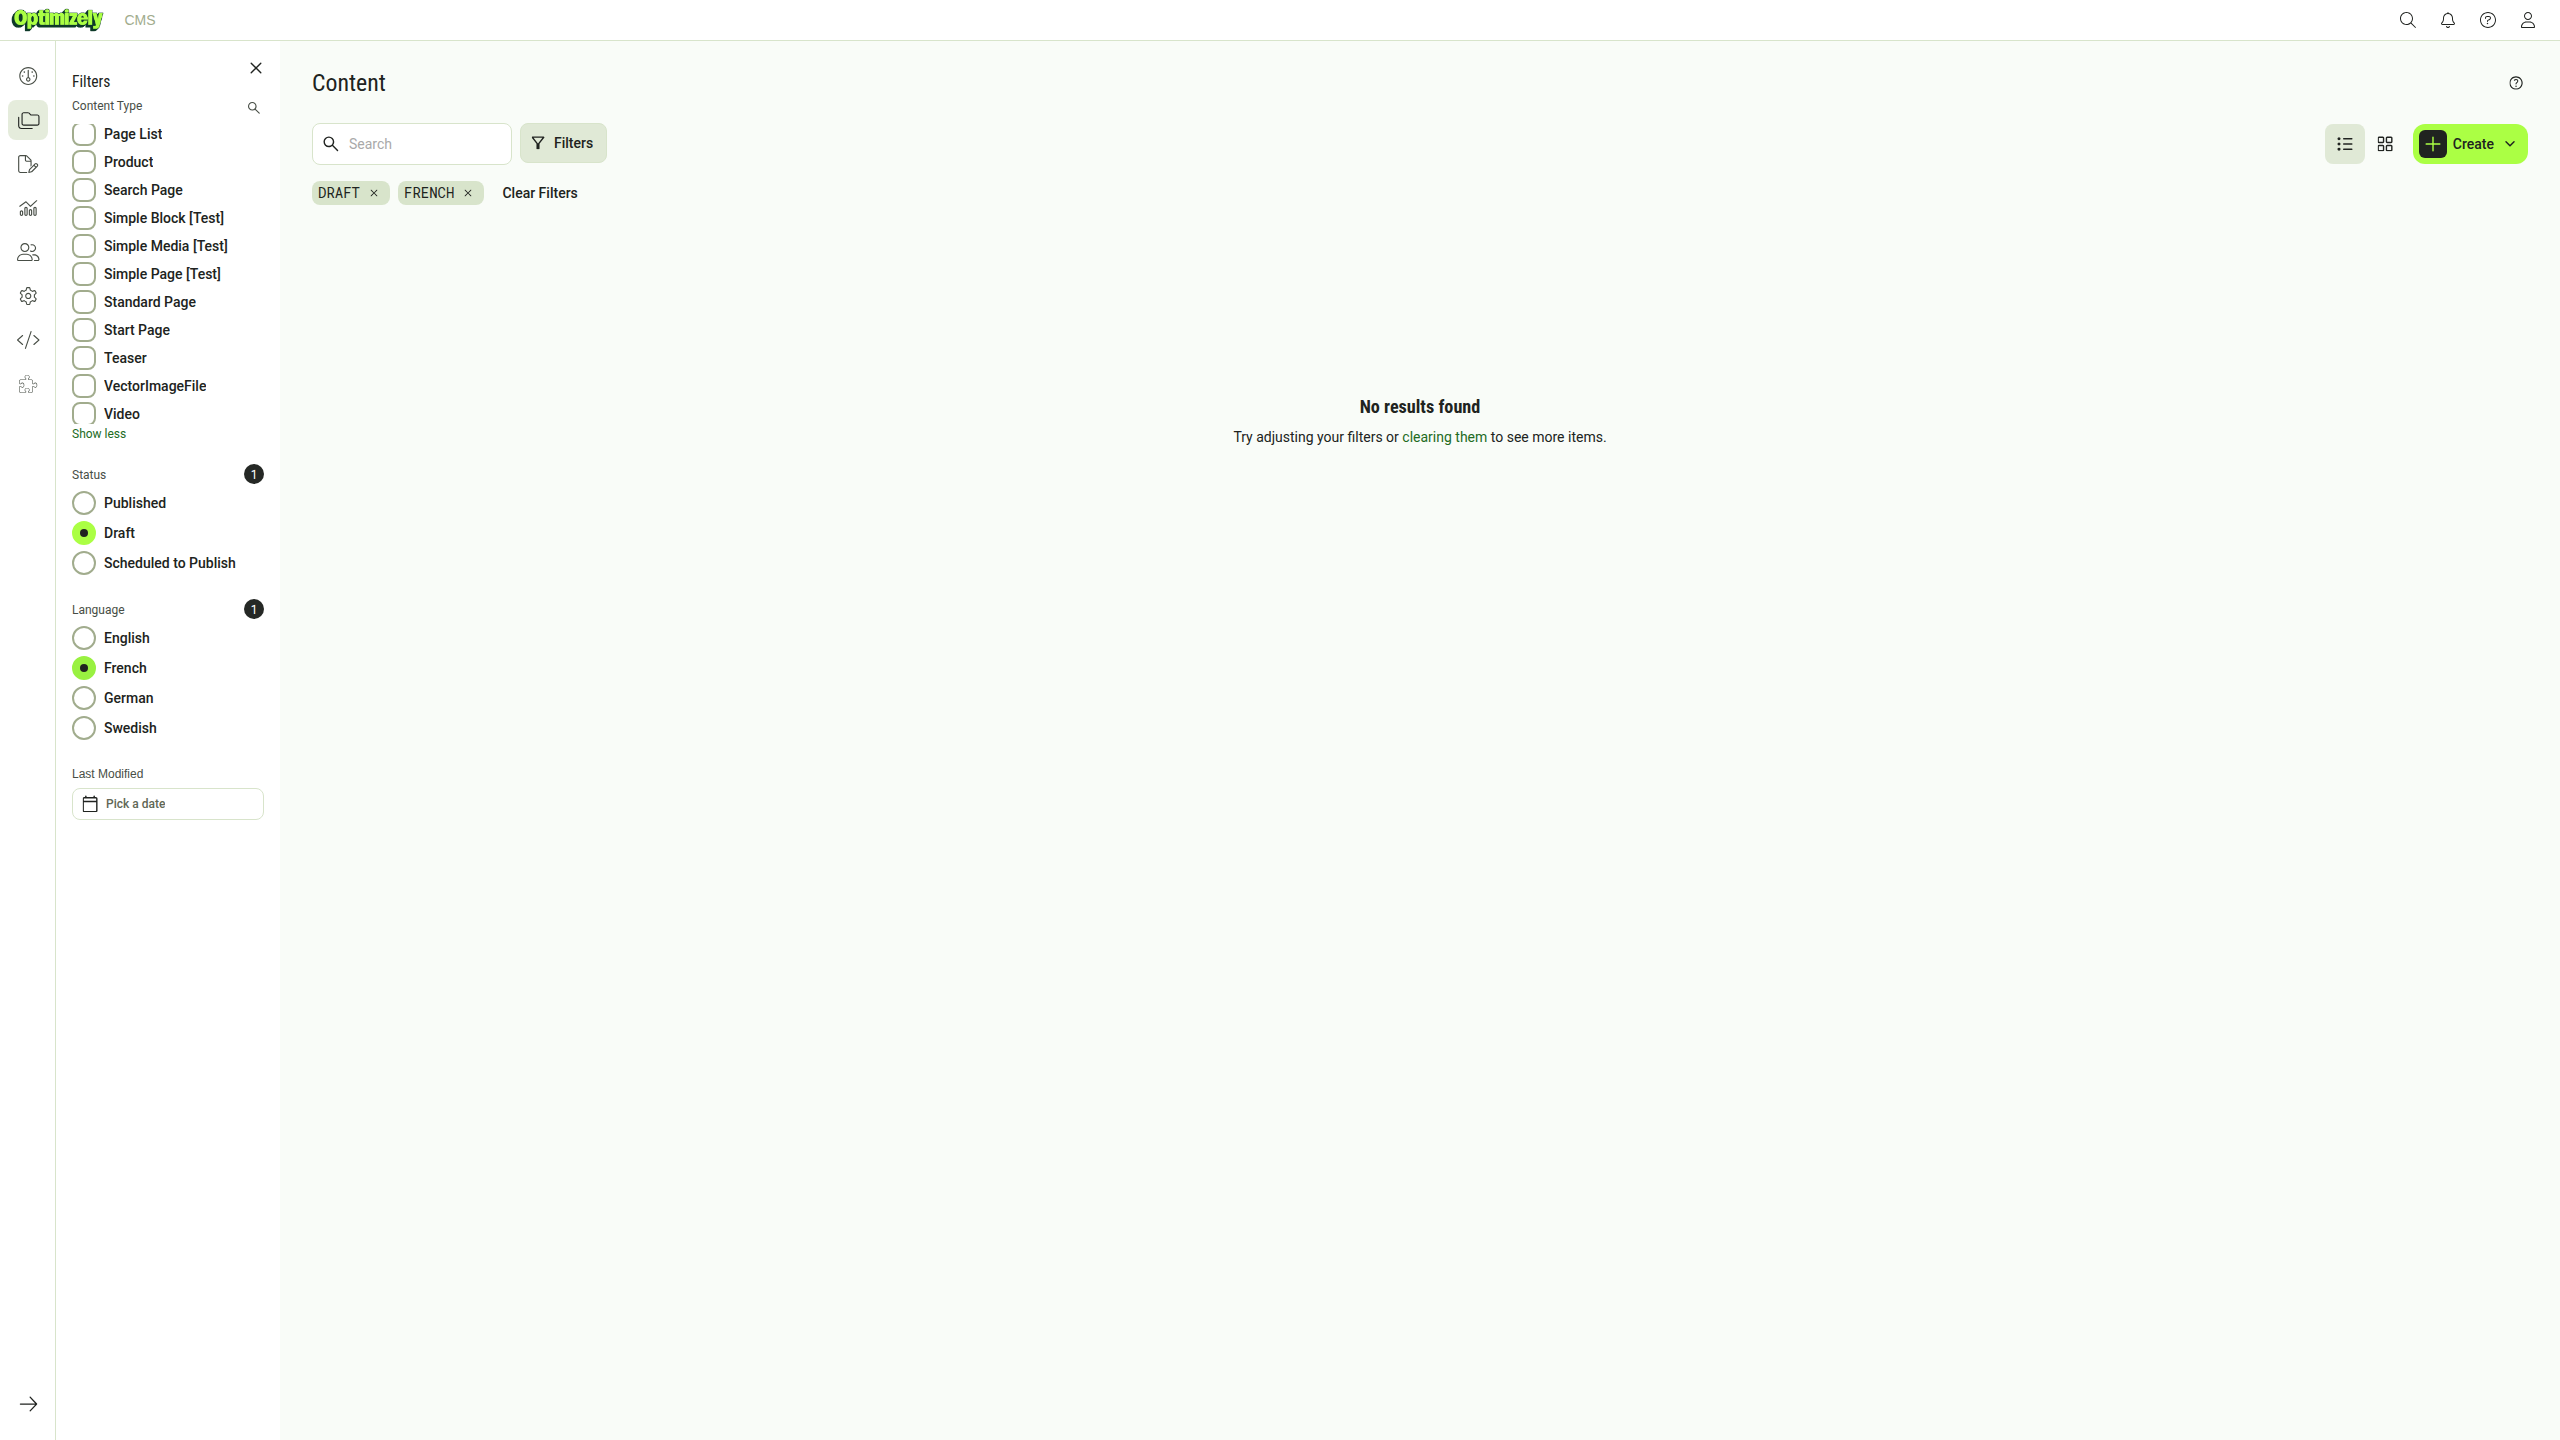 Optimizely CMS
Filters
Content Type
Page List
Product
Search Page
Simple Block [Test]
Simple Media [Test]
Simple Page [Test]
Standard Page
Start Page
Teaser
VectorImageFile
Video
Show less
Status 1
Published
Draft
Scheduled to Publish
Language 1
English
French
German
Swedish
Last Modified
Pick a date
Content
Search Filters Create
DRAFT FRENCH Clear Filters
No results found
Try adjusting your filters or clearing them to see more items.